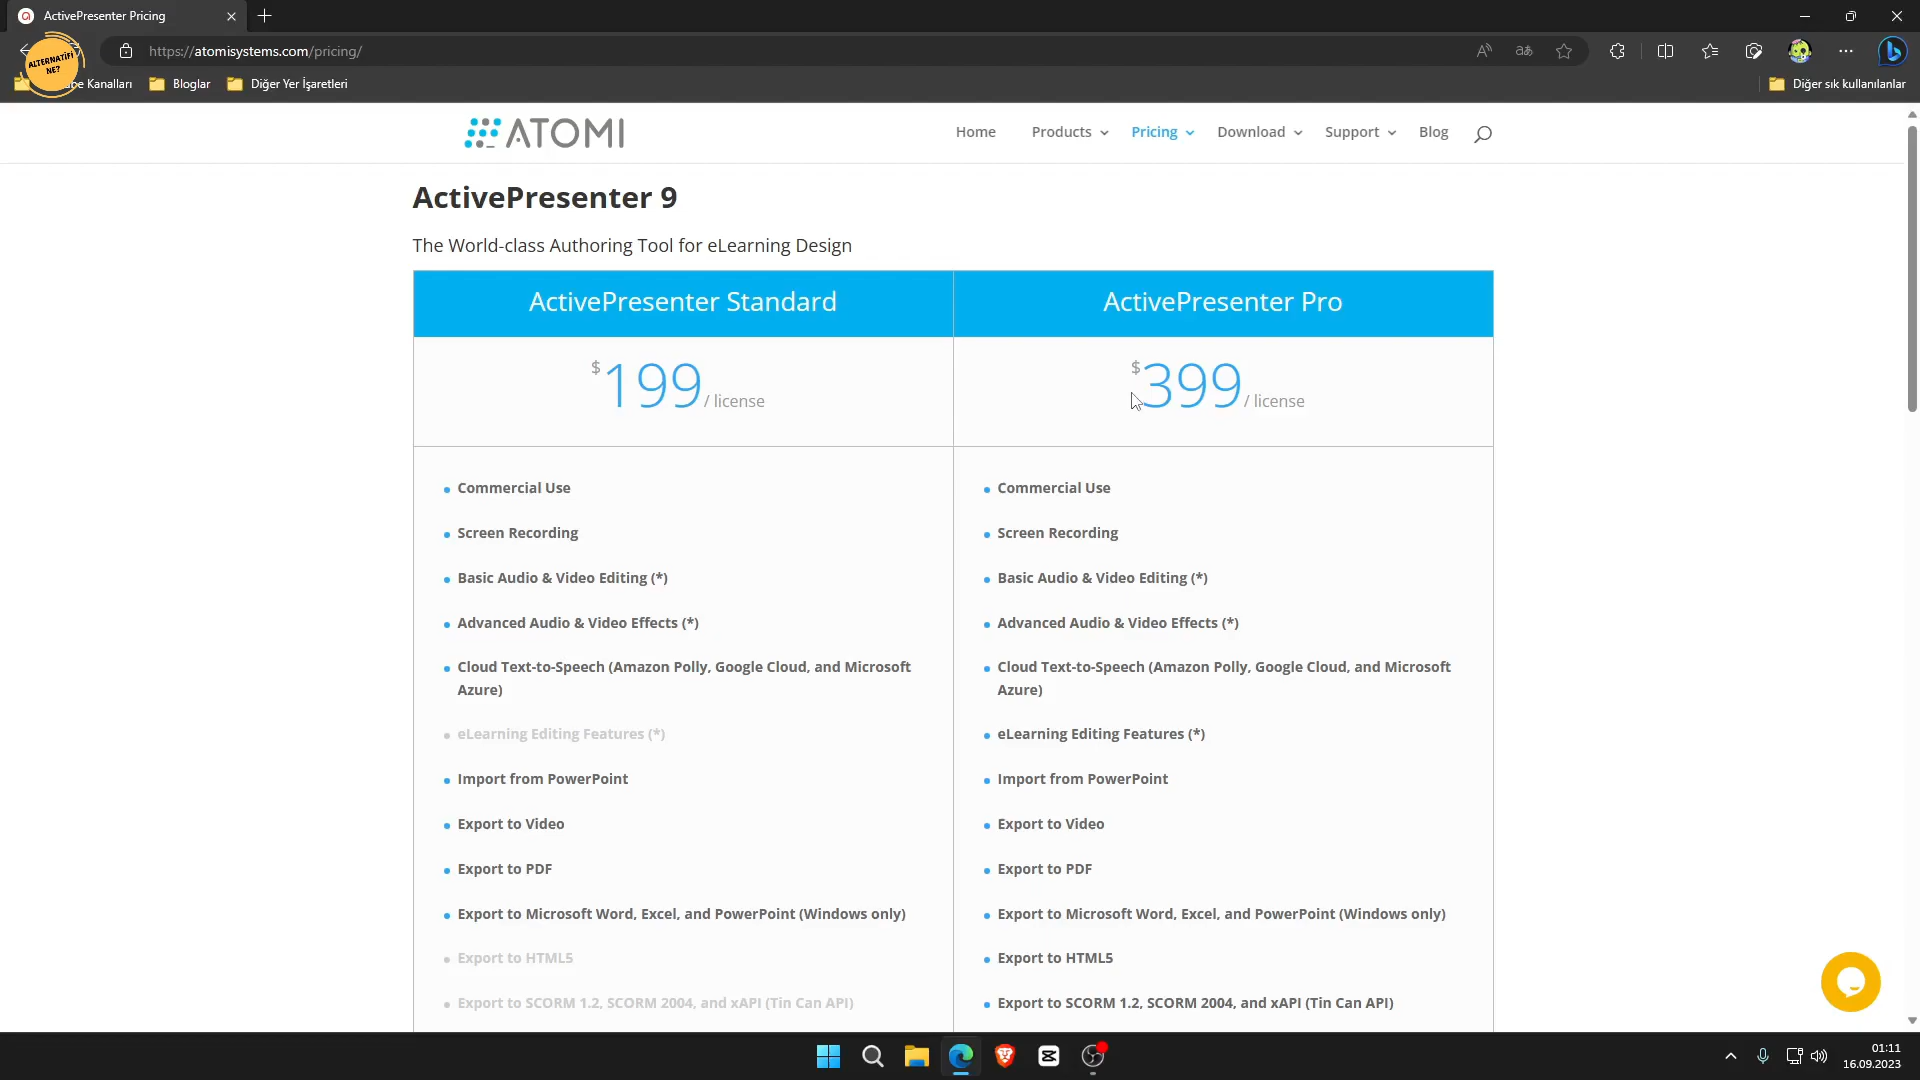 ActivePresenter Pricing
https://atomisystems.com/pricing/
ALTERNATİFİ
NE?
be Kanalları
Bloglar
Diğer Yer İşaretleri
Diğer sık kullanılanlar
ATOMI
Home
Products
Pricing
Download
Support
Blog
ActivePresenter 9
The World-class Authoring Tool for eLearning Design
ActivePresenter Standard
$199/ license
Commercial Use
Screen Recording
Basic Audio & Video Editing (*)
Advanced Audio & Video Effects (*)
Cloud Text-to-Speech (Amazon Polly, Google Cloud, and Microsoft
Azure)
eLearning Editing Features (*)
Import from PowerPoint
Export to Video
Export to PDF
Export to Microsoft Word, Excel, and PowerPoint (Windows only)
Export to HTML5
Export to SCORM 1.2, SCORM 2004, and xAPI (Tin Can API)
ActivePresenter Pro
$399/ license
Commercial Use
Screen Recording
Basic Audio & Video Editing (*)
Advanced Audio & Video Effects (*)
Cloud Text-to-Speech (Amazon Polly, Google Cloud, and Microsoft
Azure)
eLearning Editing Features (*)
Import from PowerPoint
Export to Video
Export to PDF
Export to Microsoft Word, Excel, and PowerPoint (Windows only)
Export to HTML5
Export to SCORM 1.2, SCORM 2004, and xAPI (Tin Can API)
01:11
16.09.2023